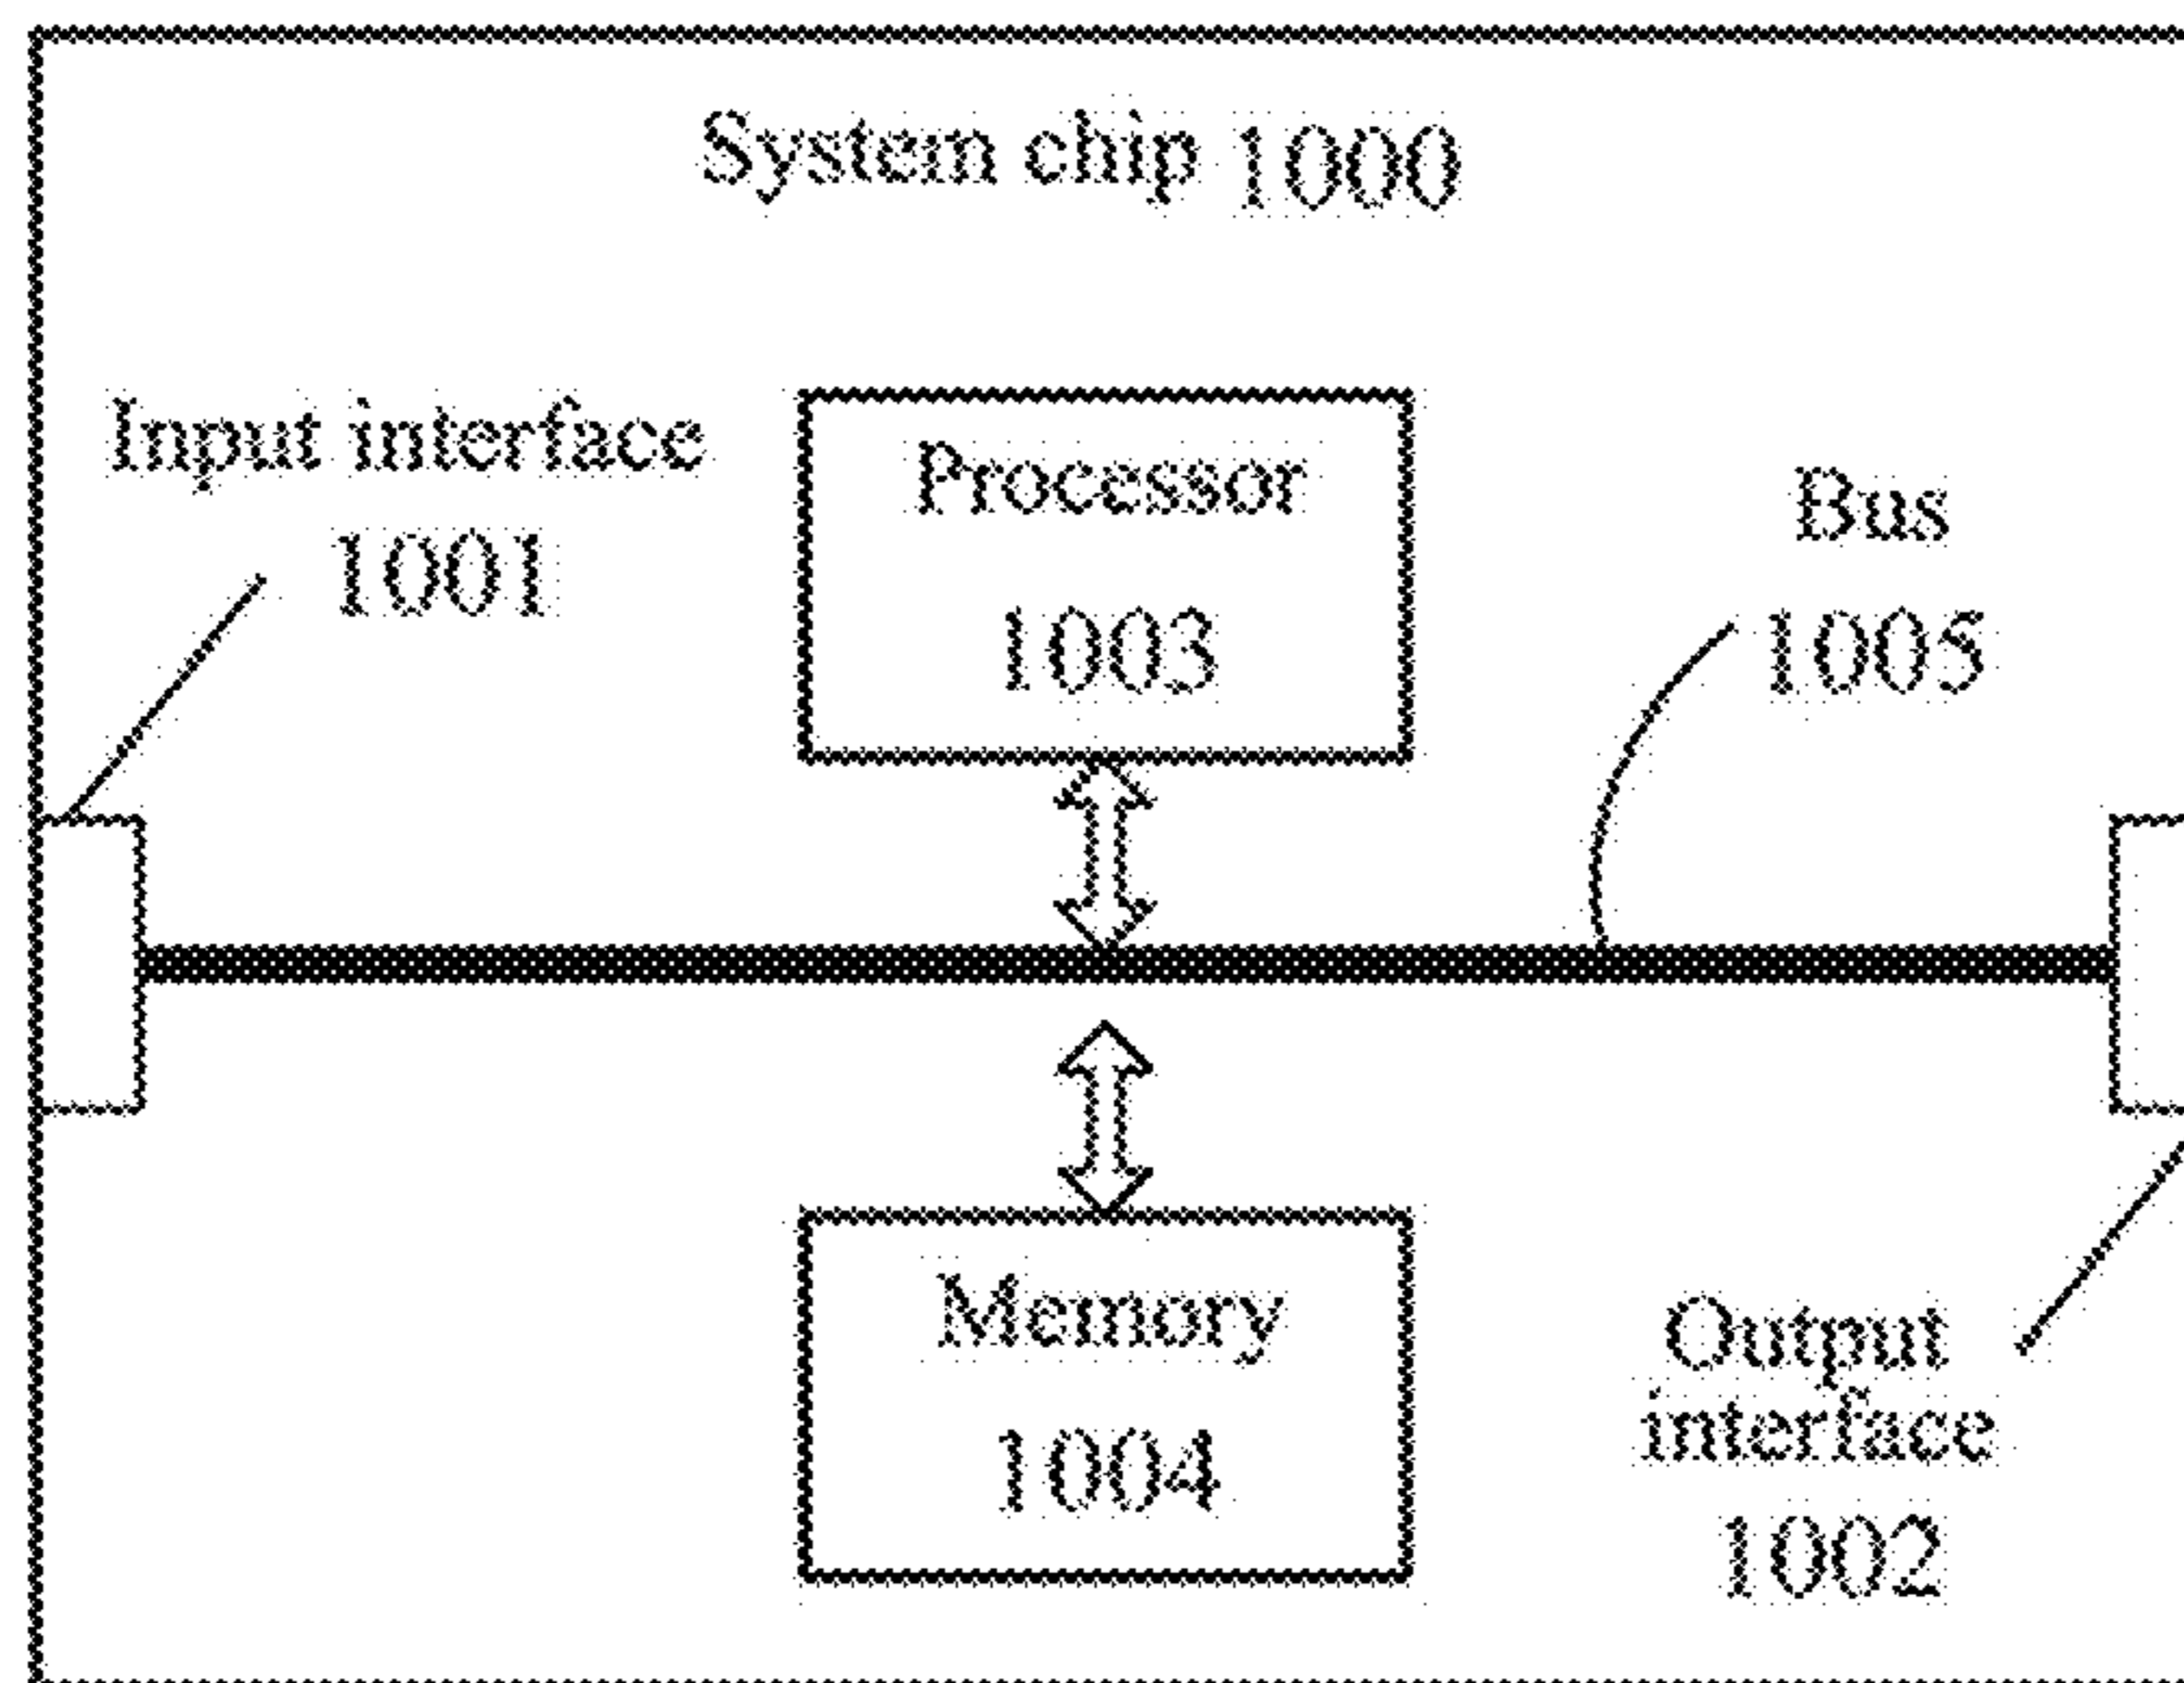 System chip 1000
Input interface
1001
Processor
1003
Bus
1005
Memory
1004
Output
interface
1002